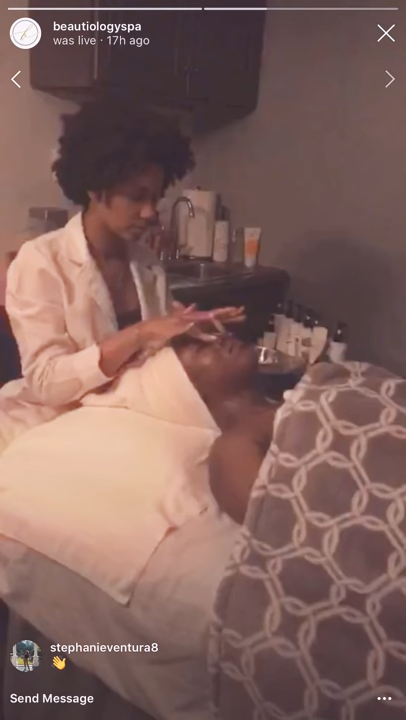 beautiologyspa
was live · 17h ago
stephanieventura8
👋
Send Message